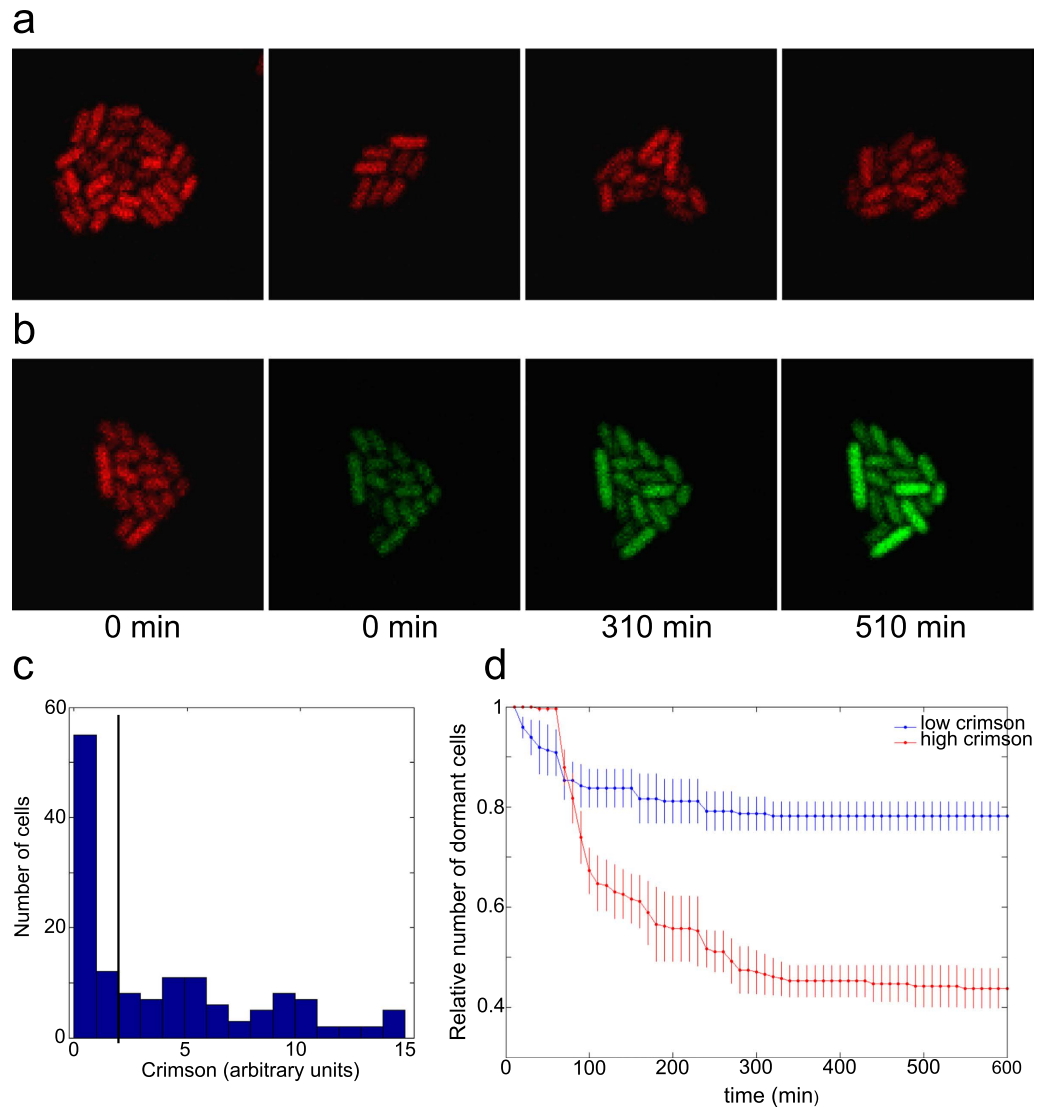 a
b
0 min
0 min
310 min
510 min
c
60
40
20
0
Number of cells
0
5
10
15
Crimson (arbitrary units)
d
1
0.8
0.6
0.4
Relative number of dormant cells
low crimson
high crimson
0
100
200
300
400
500
600
time (min)